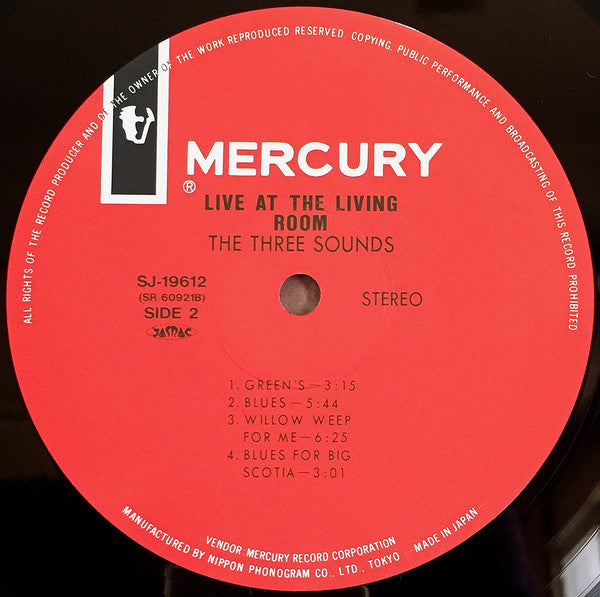 ALL RIGHTS OF THE RECORD PRODUCER AND OF THE OWNER OF THE WORK REPRODUCED RESERVED. COPYING, PUBLIC PERFORMANCE AND BROADCASTING OF THIS RECORD PROHIBITED
MERCURY
®
LIVE AT THE LIVING
ROOM
THE THREE SOUNDS
SJ-19612
(SR 60921B)
SIDE 2
JASRAC
STEREO
1. GREEN'S—3:15
2. BLUES—5:44
3. WILLOW WEEP
FOR ME—6:25
4. BLUES FOR BIG
SCOTIA—3:01
VENDOR: MERCURY RECORD CORPORATION
MANUFACTURED BY NIPPON PHONOGRAM CO., LTD., TOKYO MADE IN JAPAN